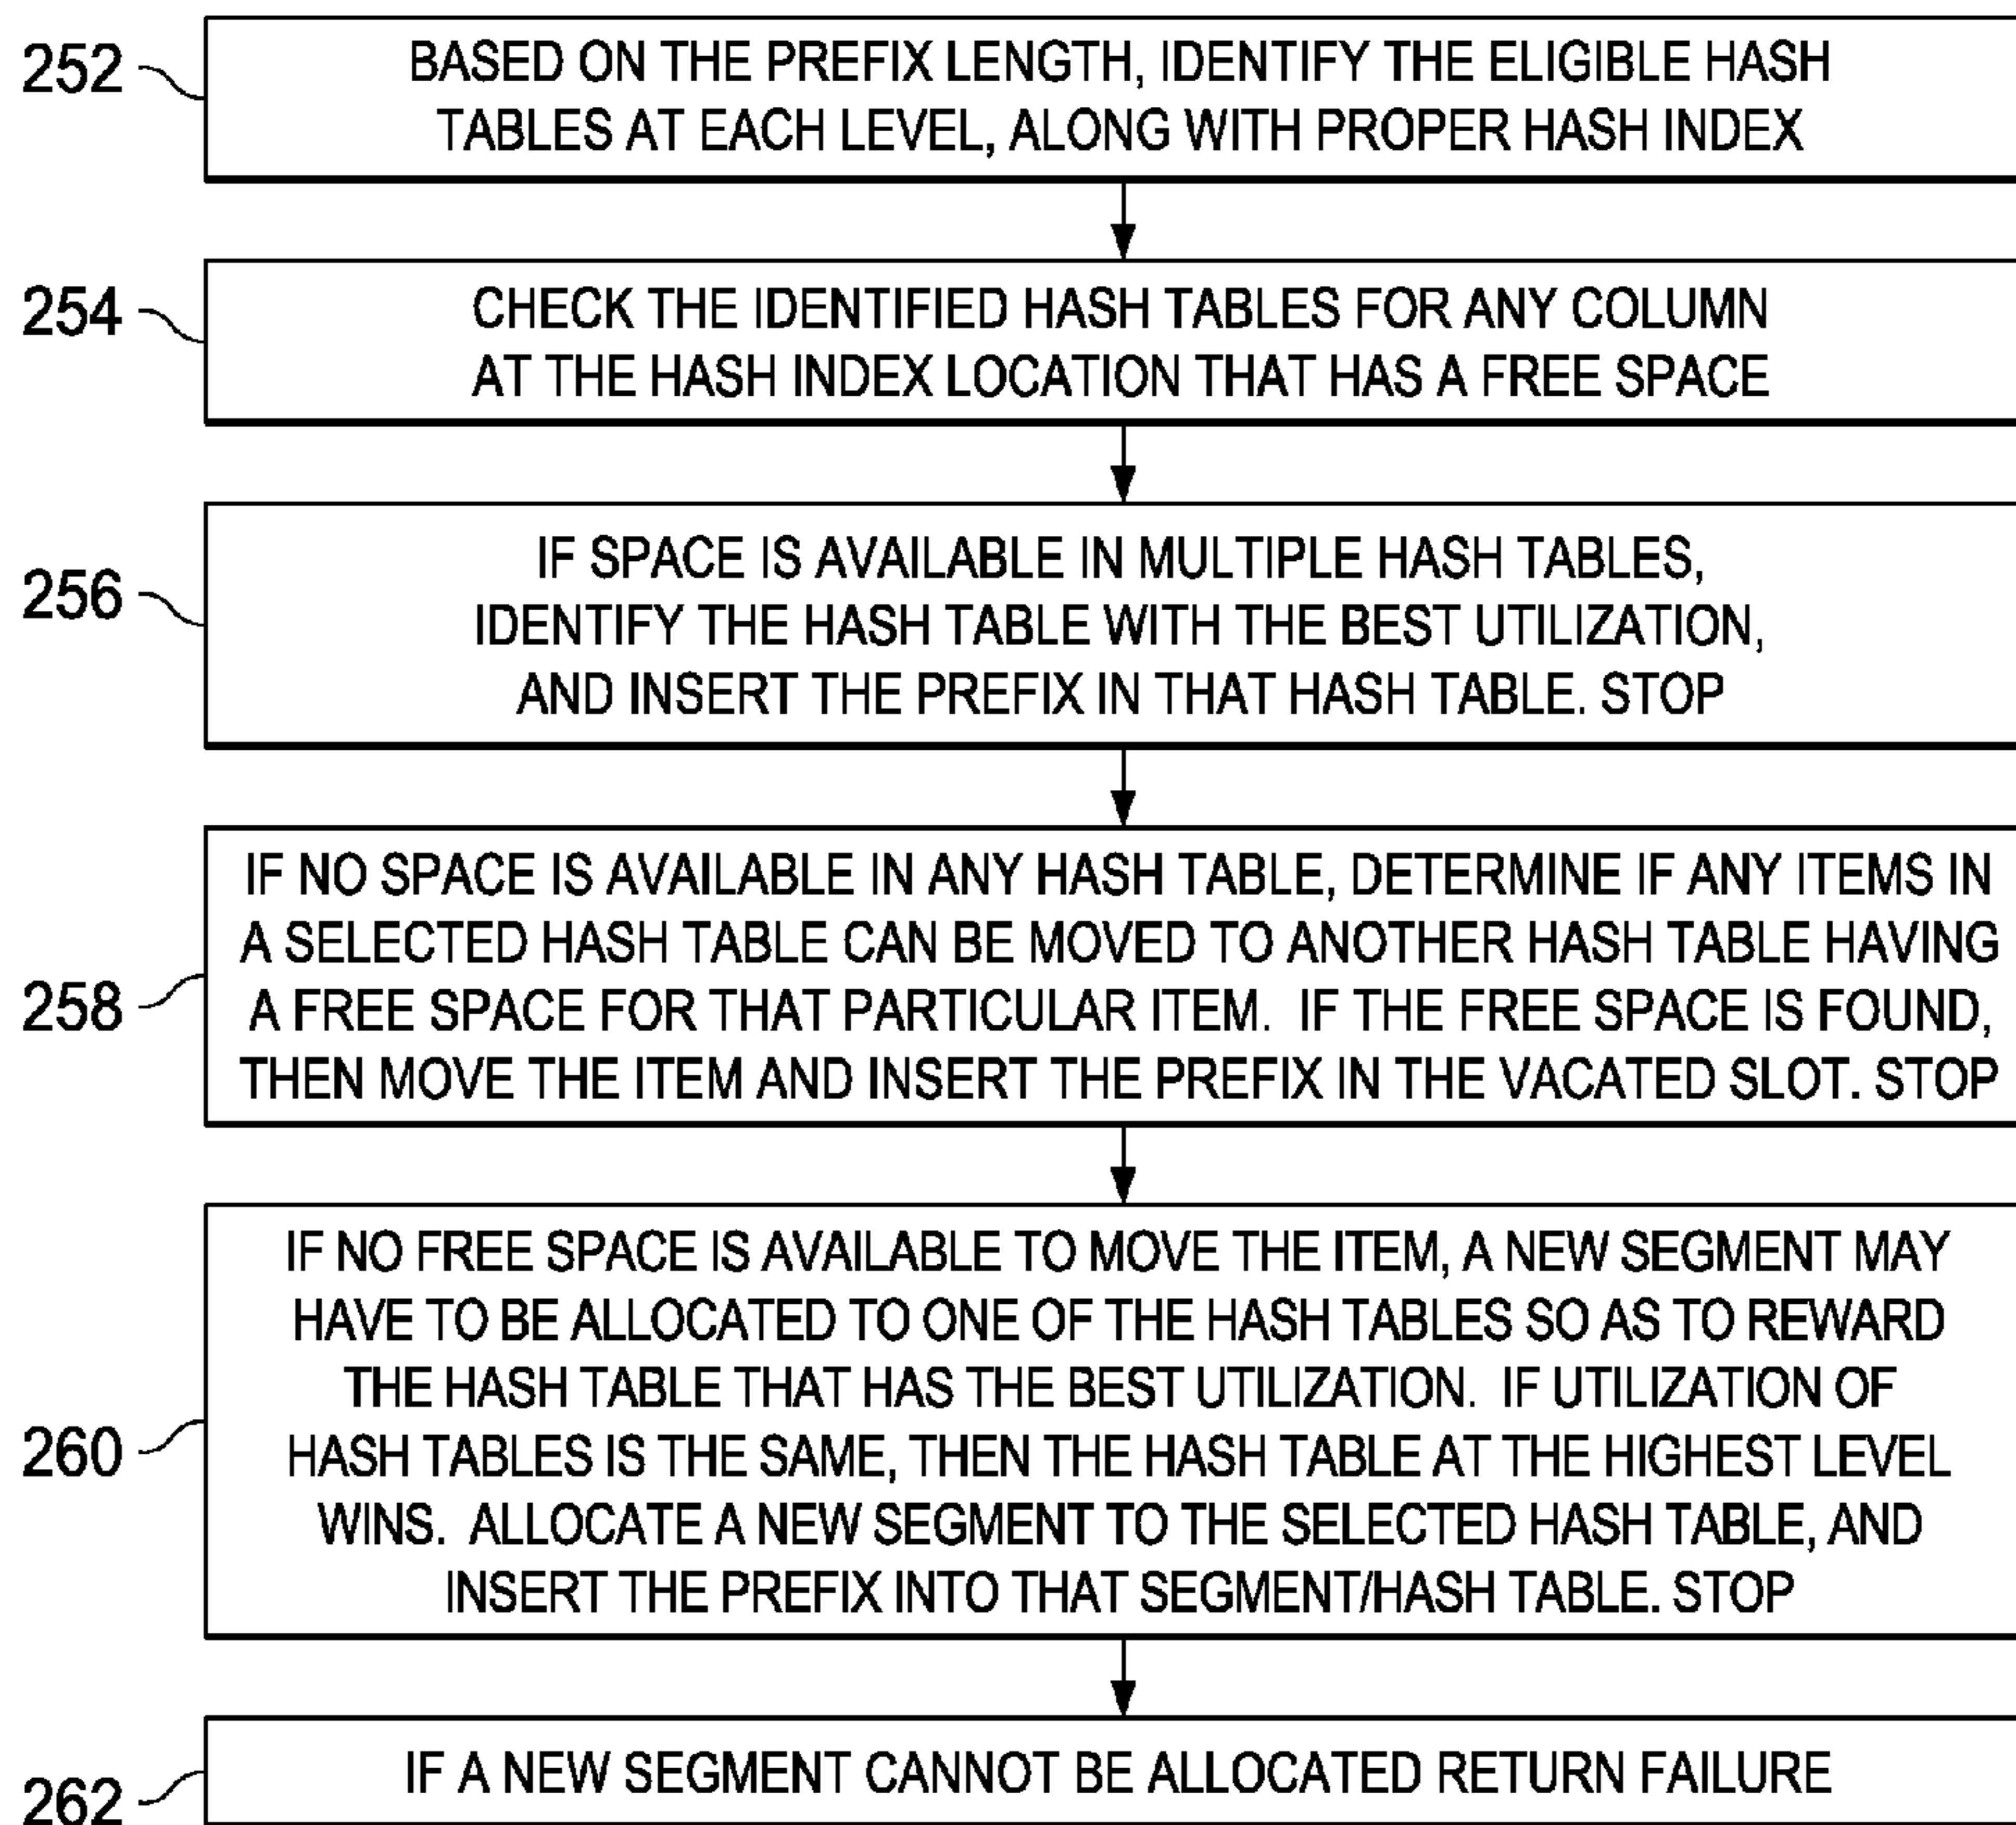 252
BASED ON THE PREFIX LENGTH, IDENTIFY THE ELIGIBLE HASH
TABLES AT EACH LEVEL, ALONG WITH PROPER HASH INDEX
254
CHECK THE IDENTIFIED HASH TABLES FOR ANY COLUMN
AT THE HASH INDEX LOCATION THAT HAS A FREE SPACE
256
IF SPACE IS AVAILABLE IN MULTIPLE HASH TABLES,
IDENTIFY THE HASH TABLE WITH THE BEST UTILIZATION,
AND INSERT THE PREFIX IN THAT HASH TABLE. STOP
258
IF NO SPACE IS AVAILABLE IN ANY HASH TABLE, DETERMINE IF ANY ITEMS IN
A SELECTED HASH TABLE CAN BE MOVED TO ANOTHER HASH TABLE HAVING
A FREE SPACE FOR THAT PARTICULAR ITEM. IF THE FREE SPACE IS FOUND,
THEN MOVE THE ITEM AND INSERT THE PREFIX IN THE VACATED SLOT. STOP
260
IF NO FREE SPACE IS AVAILABLE TO MOVE THE ITEM, A NEW SEGMENT MAY
HAVE TO BE ALLOCATED TO ONE OF THE HASH TABLES SO AS TO REWARD
THE HASH TABLE THAT HAS THE BEST UTILIZATION. IF UTILIZATION OF
HASH TABLES IS THE SAME, THEN THE HASH TABLE AT THE HIGHEST LEVEL
WINS. ALLOCATE A NEW SEGMENT TO THE SELECTED HASH TABLE, AND
INSERT THE PREFIX INTO THAT SEGMENT/HASH TABLE. STOP
262
IF A NEW SEGMENT CANNOT BE ALLOCATED RETURN FAILURE